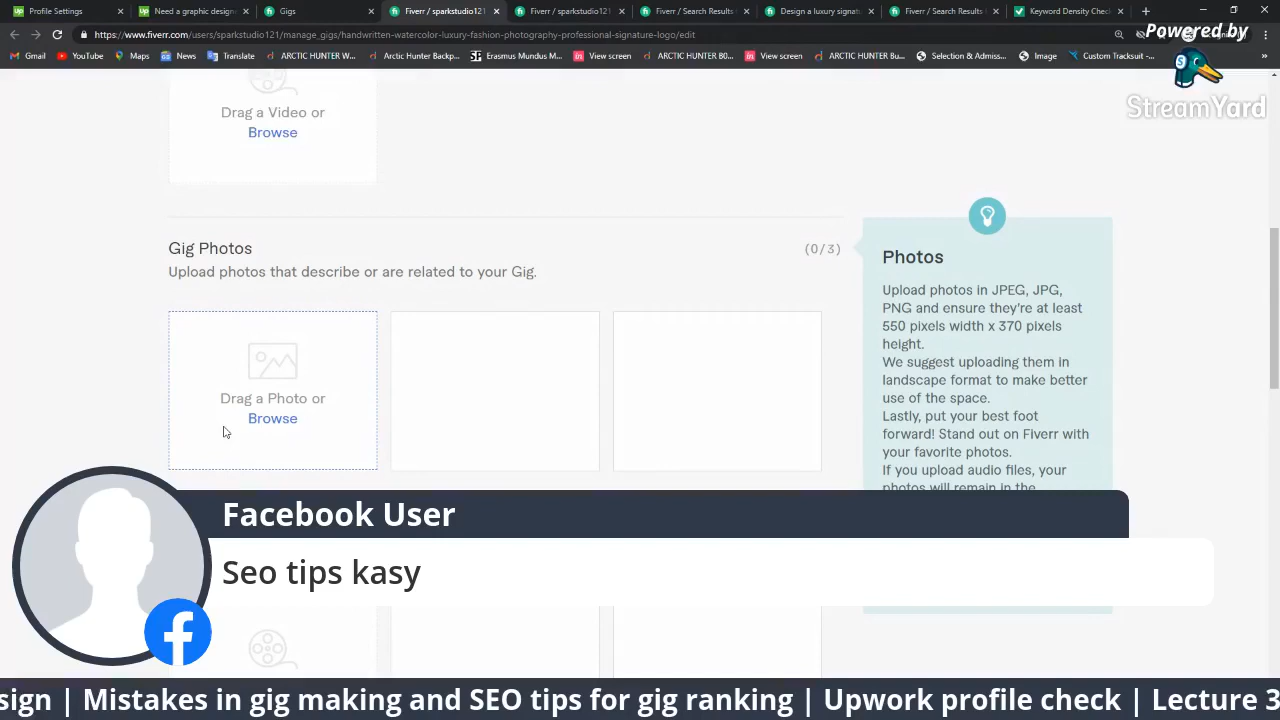 Profile Settings
Need a graphic design
Gigs
Fiverr / sparkstudio121
Fiverr / sparkstudio121
Fiverr / Search Results
Design a luxury signatu
Fiverr / Search Results
Keyword Density Check
https://www.fiverr.com/users/sparkstudio121/manage_gigs/handwritten-watercolor-luxury-fashion-photography-professional-signature-logo/edit
Powered by
StreamYard
Gmail
YouTube
Maps
News
Translate
ARCTIC HUNTER W...
Arctic Hunter Backp...
Erasmus Mundus M...
View screen
ARCTIC HUNTER 80...
View screen
ARCTIC HUNTER Bu...
Selection & Admiss...
Image
Custom Tracksuit -...
Drag a Video or
Browse
Gig Photos
(0/3)
Upload photos that describe or are related to your Gig.
Drag a Photo or
Browse
Photos
Upload photos in JPEG, JPG,
PNG and ensure they're at least
550 pixels width x 370 pixels
height.
We suggest uploading them in
landscape format to make better
use of the space.
Lastly, put your best foot
forward! Stand out on Fiverr with
your favorite photos.
If you upload audio files, your
photos will remain in the
Facebook User
Seo tips kasy
sign | Mistakes in gig making and SEO tips for gig ranking | Upwork profile check | Lecture 3